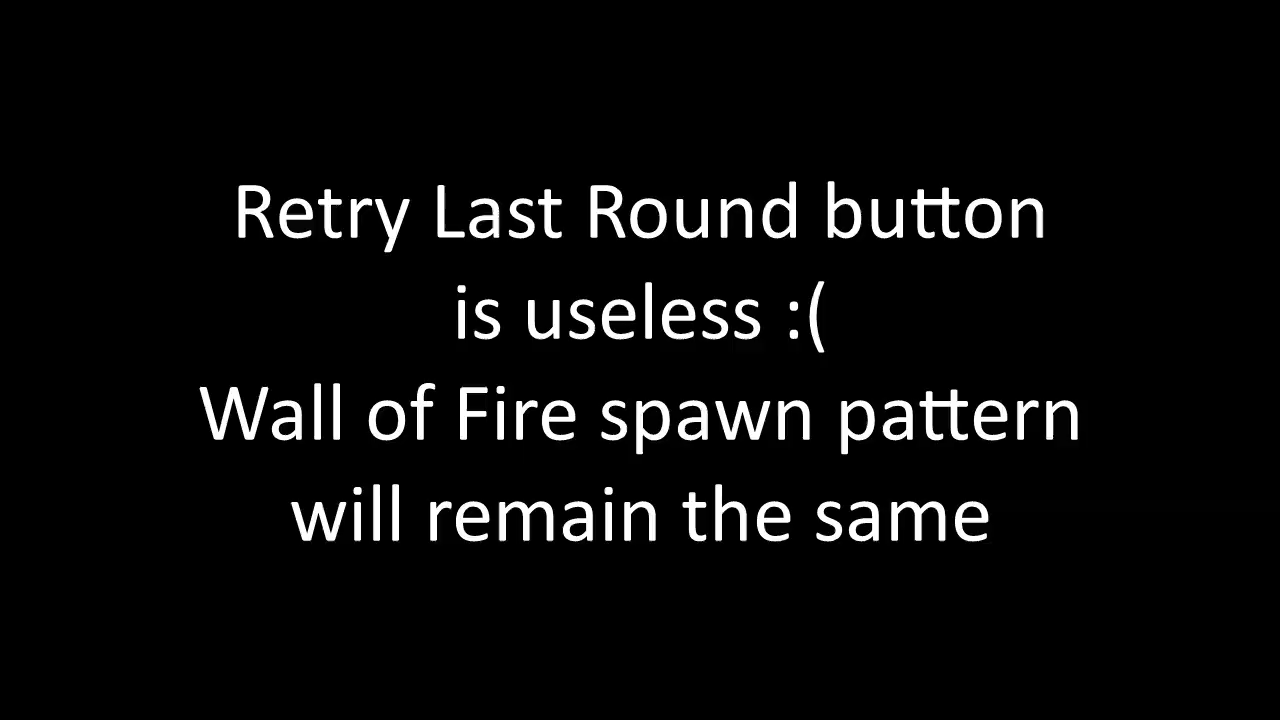 Retry Last Round button
is useless :(
Wall of Fire spawn pattern
will remain the same